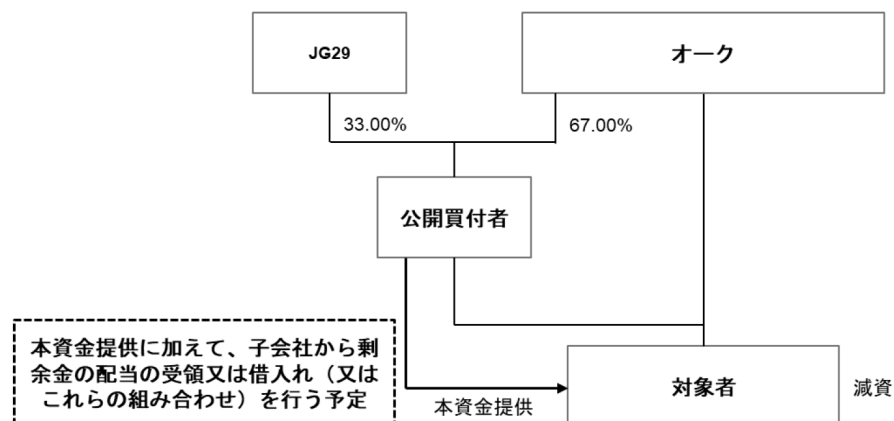 JG29
オーク
33.00%
67.00%
公開買付者
本資金提供に加えて、子会社から剰
余金の配当の受領又は借入れ（又は
これらの組み合わせ）を行う予定
本資金提供
対象者
減資